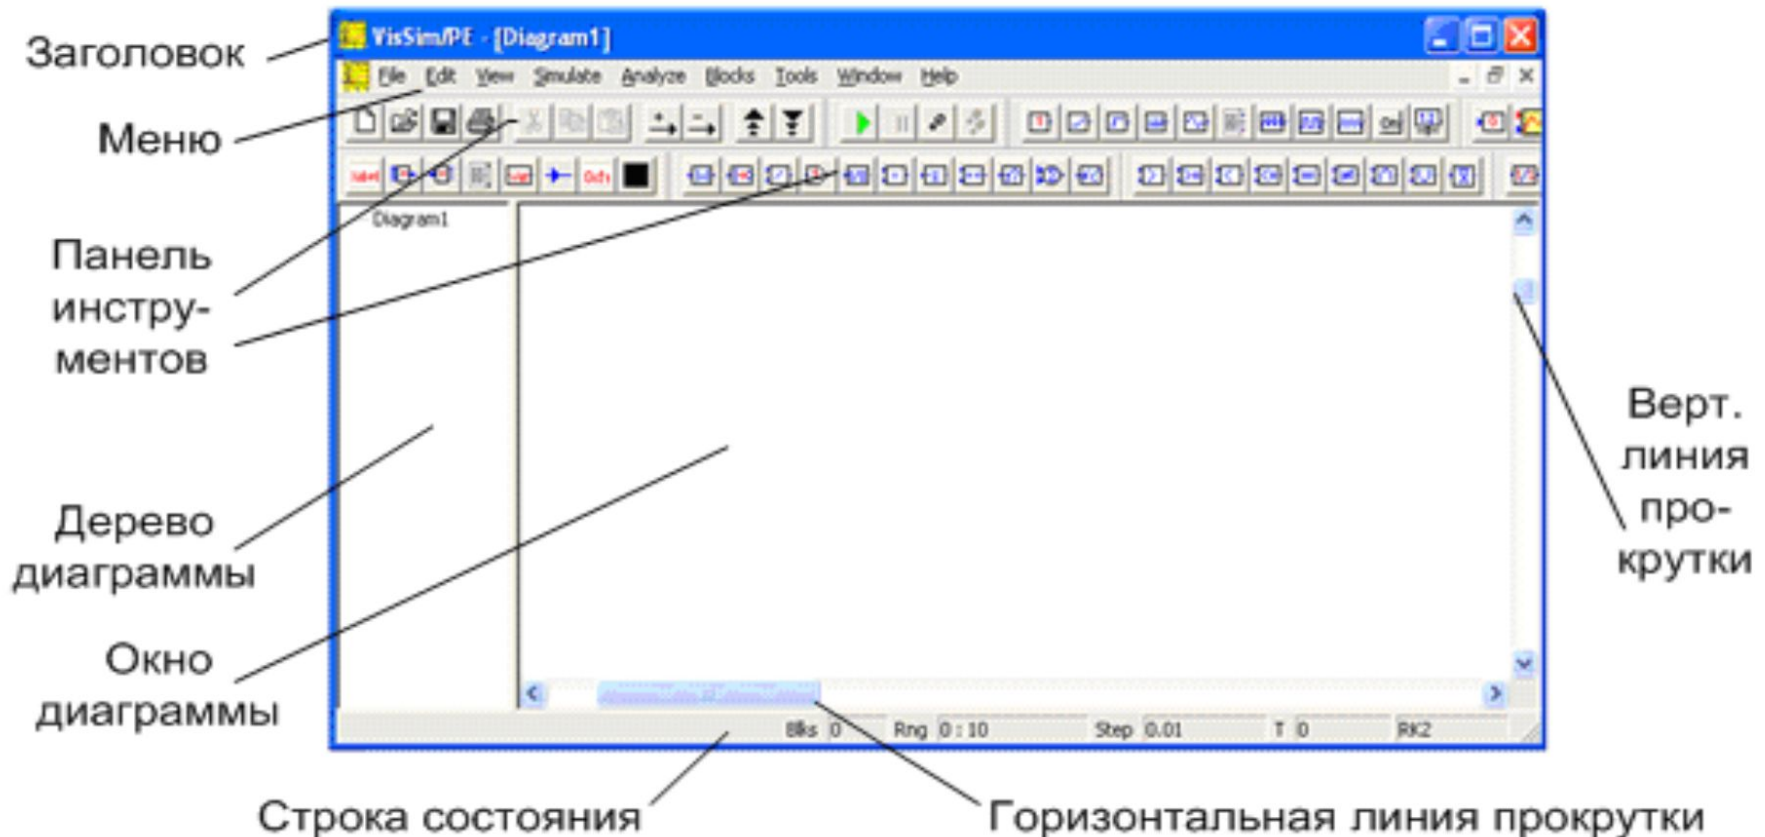 Заголовок
VisSim/PE - [Diagram1]
File Edit View Simulate Analyze Blocks Tools Window Help
Меню
Diagram1
Панель
инстру-
ментов
Верт.
линия
про-
крутки
Дерево
диаграммы
Окно
диаграммы
Blks 0 Rng 0 : 10 Step 0.01 T 0 RK2
Строка состояния
Горизонтальная линия прокрутки